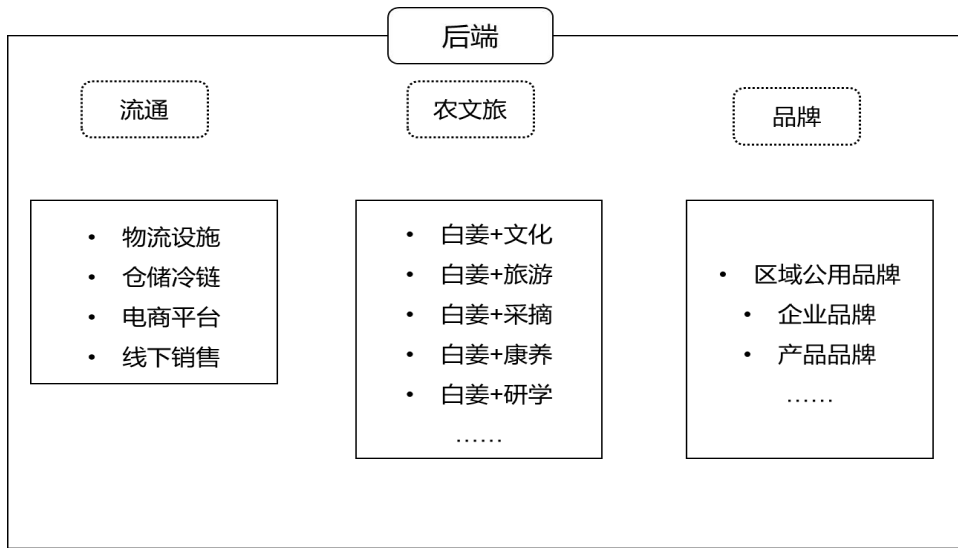 后端
流通
农文旅
品牌
• 物流设施
• 仓储冷链
• 电商平台
• 线下销售
• 白姜+文化
• 白姜+旅游
• 白姜+采摘
• 白姜+康养
• 白姜+研学
……
• 区域公用品牌
• 企业品牌
• 产品品牌
……